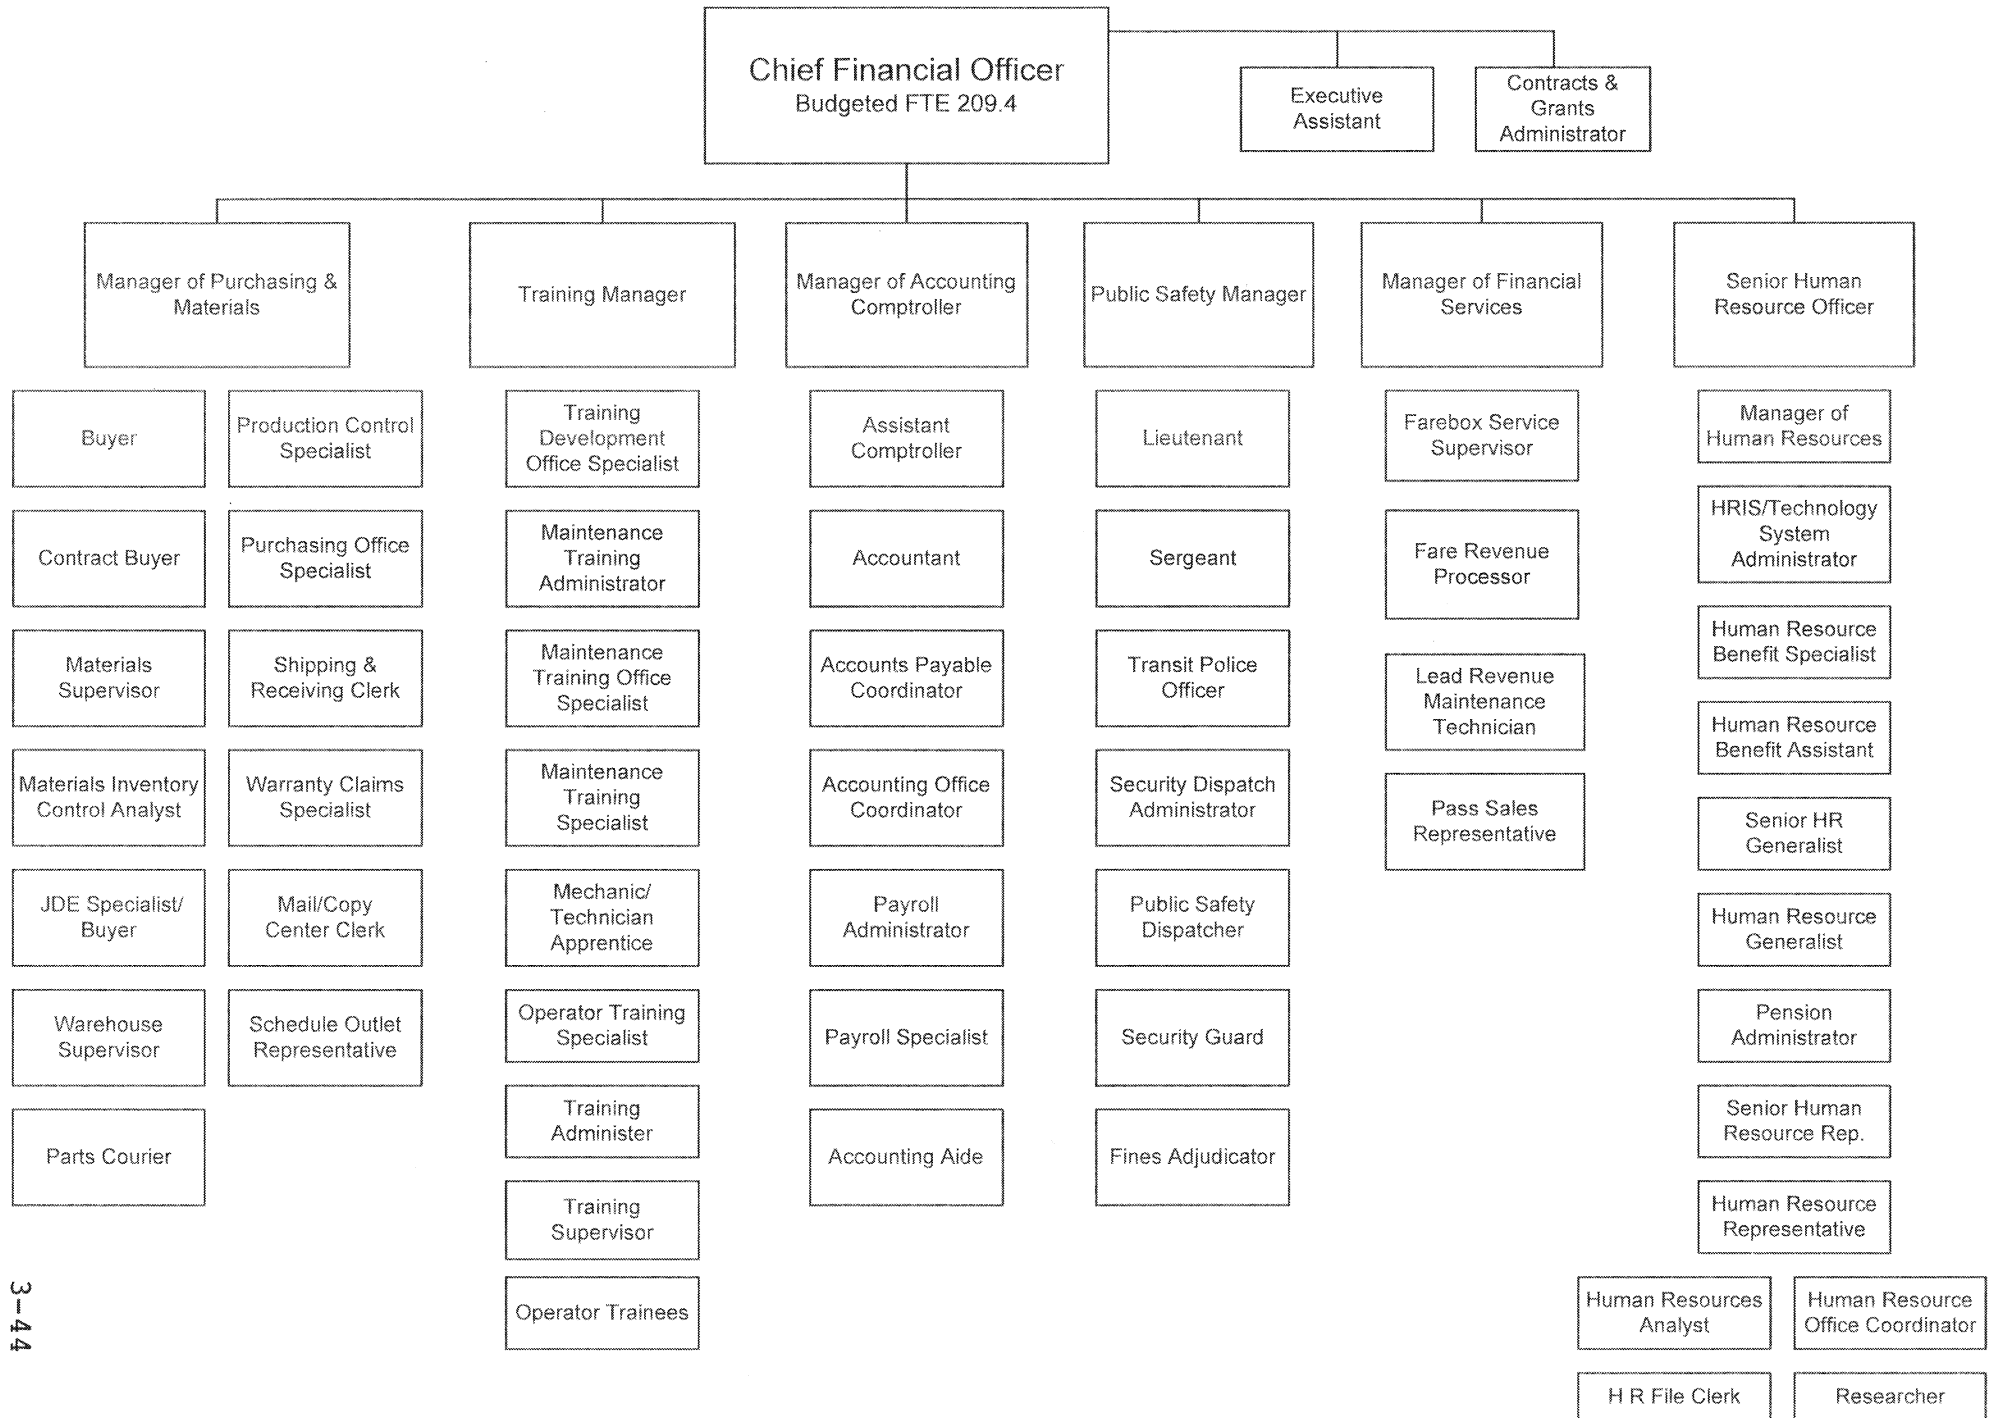 Chief Financial Officer
Budgeted FTE 209.4
Executive
Assistant
Contracts &
Grants
Administrator
Manager of Purchasing &
Materials
Training Manager
Manager of Accounting
Comptroller
Public Safety Manager
Manager of Financial
Services
Senior Human
Resource Officer
Buyer
Contract Buyer
Materials
Supervisor
Materials Inventory
Control Analyst
JDE Specialist/
Buyer
Warehouse
Supervisor
Parts Courier
Production Control
Specialist
Purchasing Office
Specialist
Shipping &
Receiving Clerk
Warranty Claims
Specialist
Mail/Copy
Center Clerk
Schedule Outlet
Representative
Training
Development
Office Specialist
Maintenance
Training
Administrator
Maintenance
Training Office
Specialist
Maintenance
Training
Specialist
Mechanic/
Technician
Apprentice
Operator Training
Specialist
Training
Administer
Training
Supervisor
Operator Trainees
Assistant
Comptroller
Accountant
Accounts Payable
Coordinator
Accounting Office
Coordinator
Payroll
Administrator
Payroll Specialist
Accounting Aide
Lieutenant
Sergeant
Transit Police
Officer
Security Dispatch
Administrator
Public Safety
Dispatcher
Security Guard
Fines Adjudicator
Farebox Service
Supervisor
Fare Revenue
Processor
Lead Revenue
Maintenance
Technician
Pass Sales
Representative
Manager of
Human Resources
HRIS/Technology
System
Administrator
Human Resource
Benefit Specialist
Human Resource
Benefit Assistant
Senior HR
Generalist
Human Resource
Generalist
Pension
Administrator
Senior Human
Resource Rep.
Human Resource
Representative
Human Resources
Analyst
Human Resource
Office Coordinator
H R File Clerk
Researcher
3-44